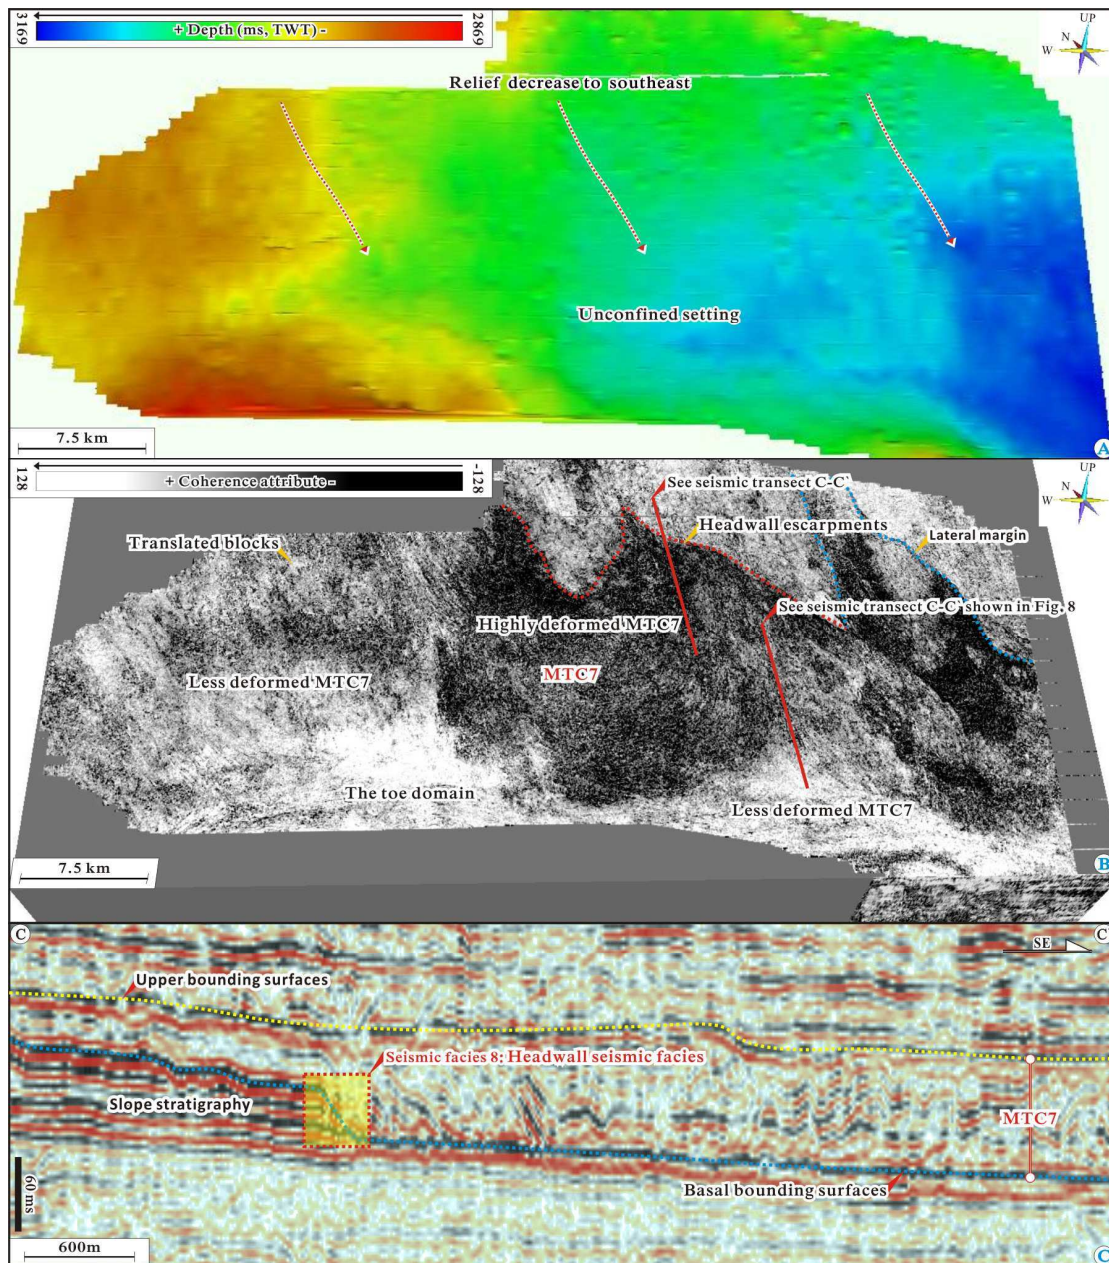 + Depth (ms, TWT) -
3169
2869
UP
N
W
Relief decrease to southeast
Unconfined setting
7.5 km
A
+ Coherence attribute -
128
-128
UP
N
W
See seismic transect C-C`
Translated blocks
Headwall escarpments
Lateral margin
See seismic transect C-C` shown in Fig. 8
Highly deformed MTC7
Less deformed MTC7
MTC7
The toe domain
Less deformed MTC7
7.5 km
B
C
C`
SE
Upper bounding surfaces
Seismic facies 8: Headwall seismic facies
Slope stratigraphy
MTC7
Basal bounding surfaces
60 ms
600m
C